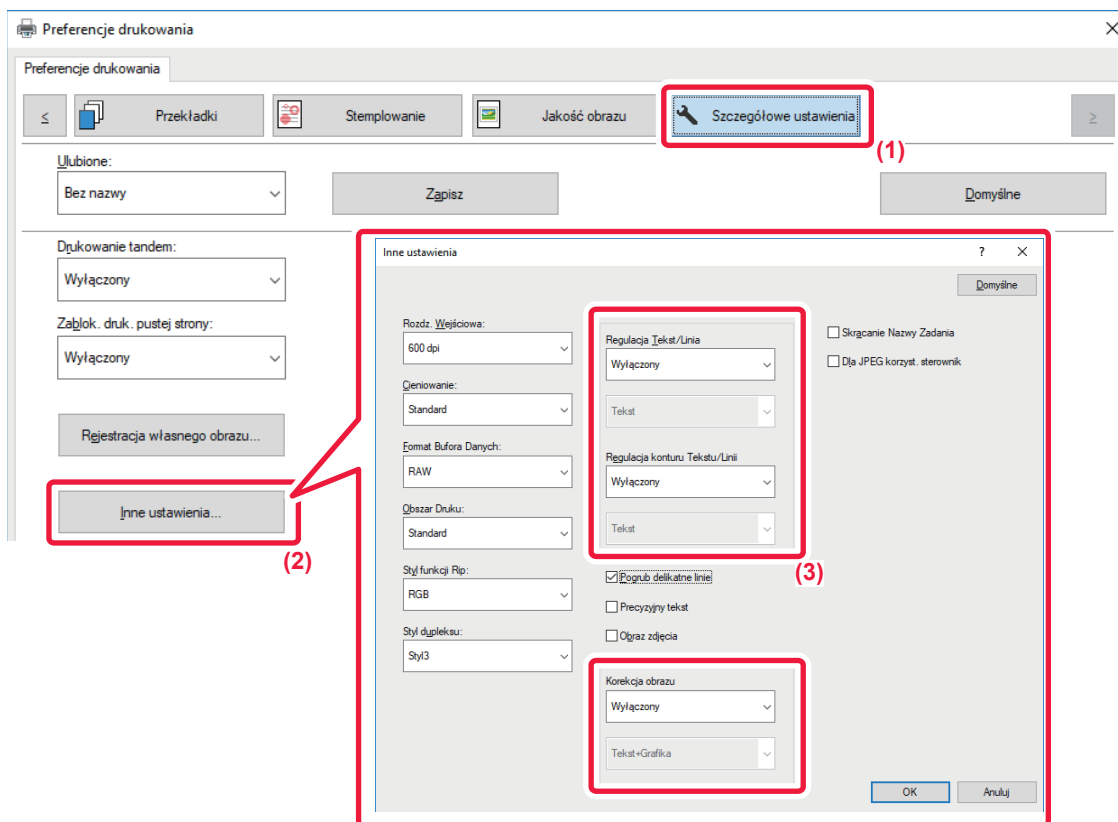 Preferencje drukowania
Preferencje drukowania
< Przekładki Stemplowanie Jakość obrazu Szczegółowe ustawienia >
(1)
Ulubione:
Bez nazwy Zapisz Domyślne
Drukowanie tandem:
Wyłączony
Zablok. druk. pustej strony:
Wyłączony
Rejestracja własnego obrazu...
Inne ustawienia...
(2)
Inne ustawienia ?
Domyślne
Rozdz. Wejściowa:
600 dpi
Cieniowanie:
Standard
Format Bufora Danych:
RAW
Obszar Druku:
Standard
Styl funkcji Rip:
RGB
Styl dupleksu:
Styl3
Regulacja Tekst/Linia
Wyłączony
Tekst
Regulacja konturu Tekstu/Linii
Wyłączony
Tekst
(3)
Pogrub delikatne linie
Precyzyjny tekst
Obraz zdjęcia
Korekcja obrazu
Wyłączony
Tekst+Grafika
Skrącanie Nazwy Zadania
Dla JPEG korzyst. sterownik
OK Anuluj